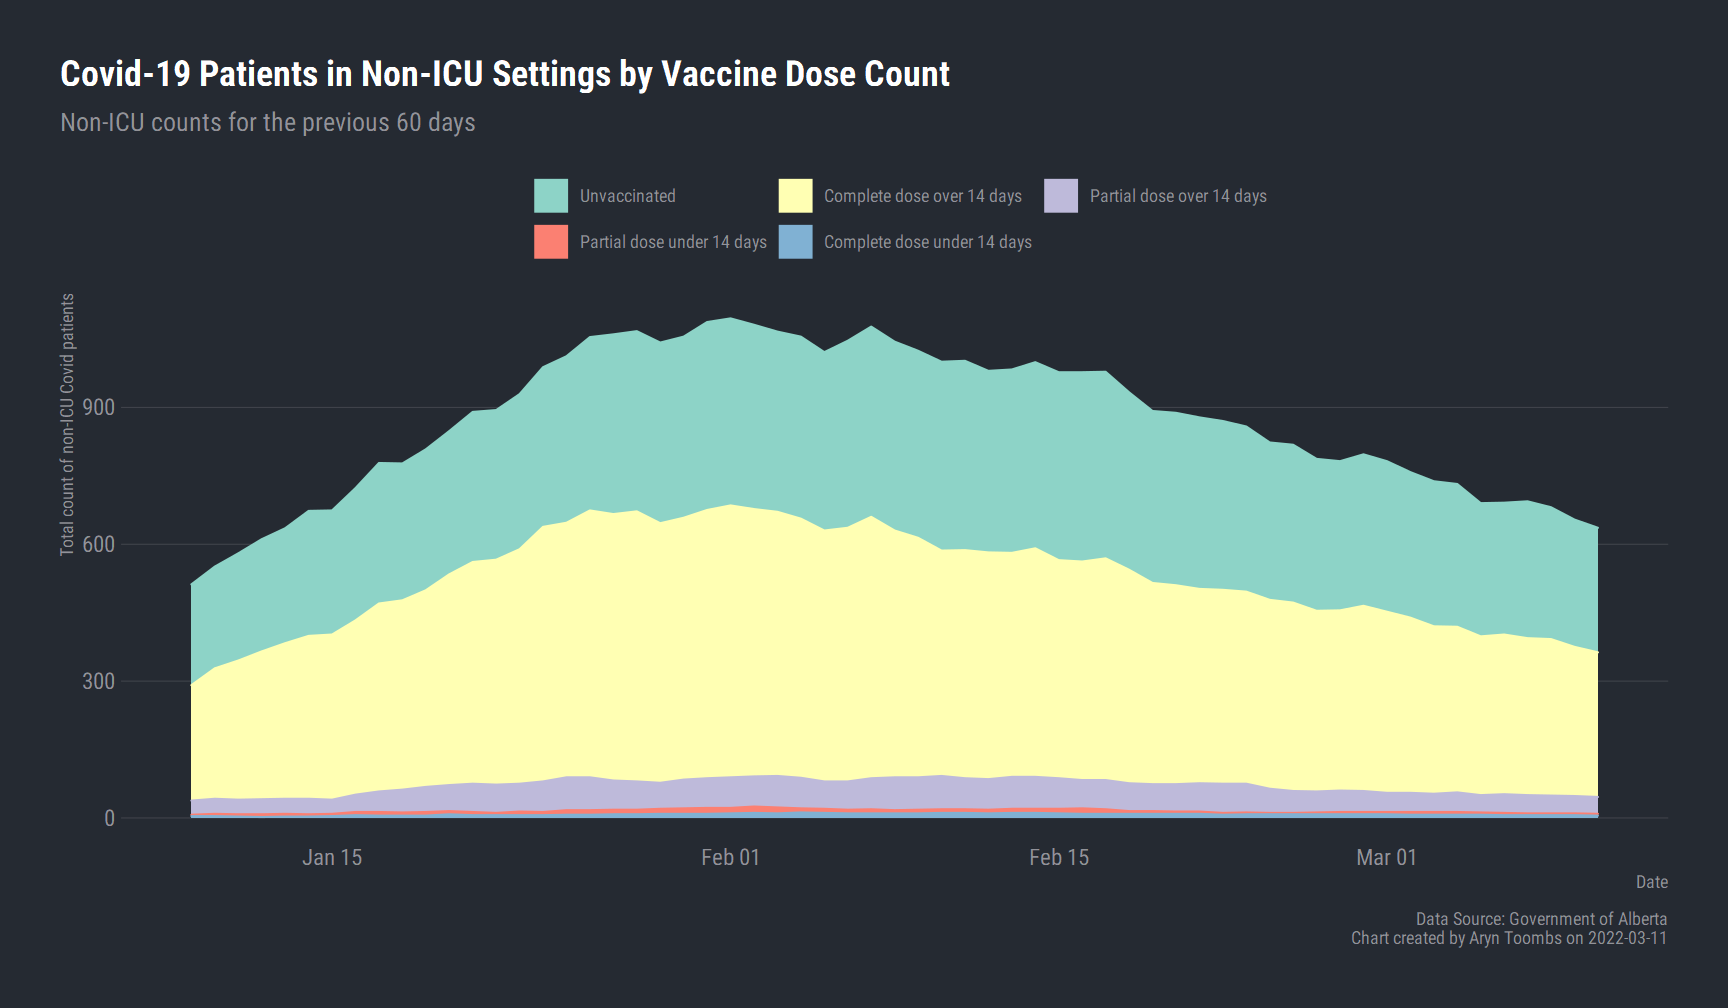 Covid-19 Patients in Non-ICU Settings by Vaccine Dose Count
Non-ICU counts for the previous 60 days
Unvaccinated
Complete dose over 14 days
Partial dose over 14 days
Partial dose under 14 days
Complete dose under 14 days
Total count of non-ICU Covid patients
900
600
300
0
Jan 15
Feb 01
Feb 15
Mar 01
Date
Data Source: Government of Alberta
Chart created by Aryn Toombs on 2022-03-11